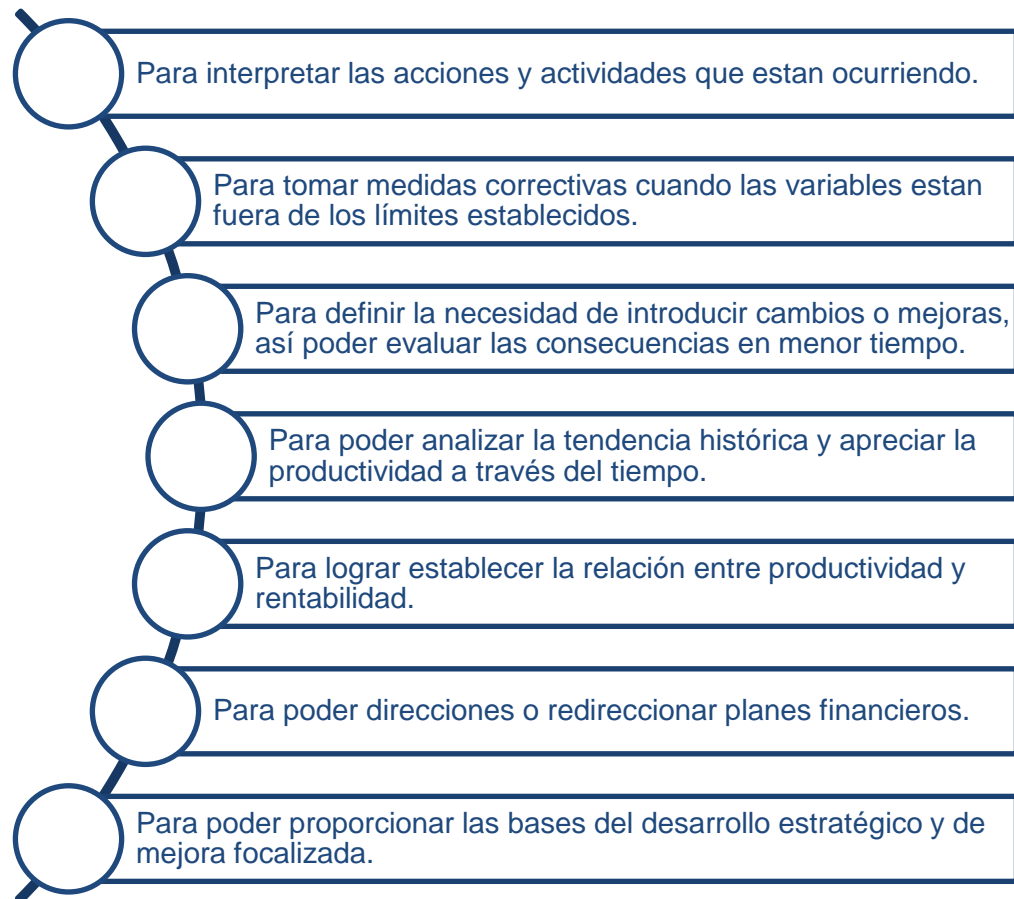 Para interpretar las acciones y actividades que estan ocurriendo.
Para tomar medidas correctivas cuando las variables estan
fuera de los límites establecidos.
Para definir la necesidad de introducir cambios o mejoras,
así poder evaluar las consecuencias en menor tiempo.
Para poder analizar la tendencia histórica y apreciar la
productividad a través del tiempo.
Para lograr establecer la relación entre productividad y
rentabilidad.
Para poder direcciones o redireccionar planes financieros.
Para poder proporcionar las bases del desarrollo estratégico y de
mejora focalizada.